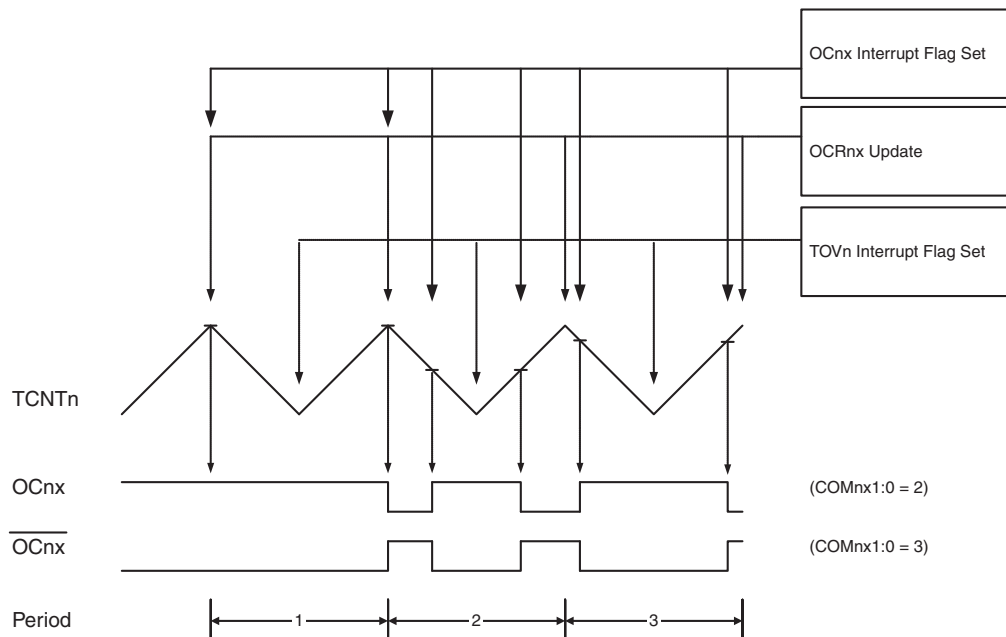 OCnx Interrupt Flag Set
OCRnx Update
TOVn Interrupt Flag Set
TCNTn
OCnx (COMnx1:0 = 2)
OCnx (COMnx1:0 = 3)
Period 1 2 3